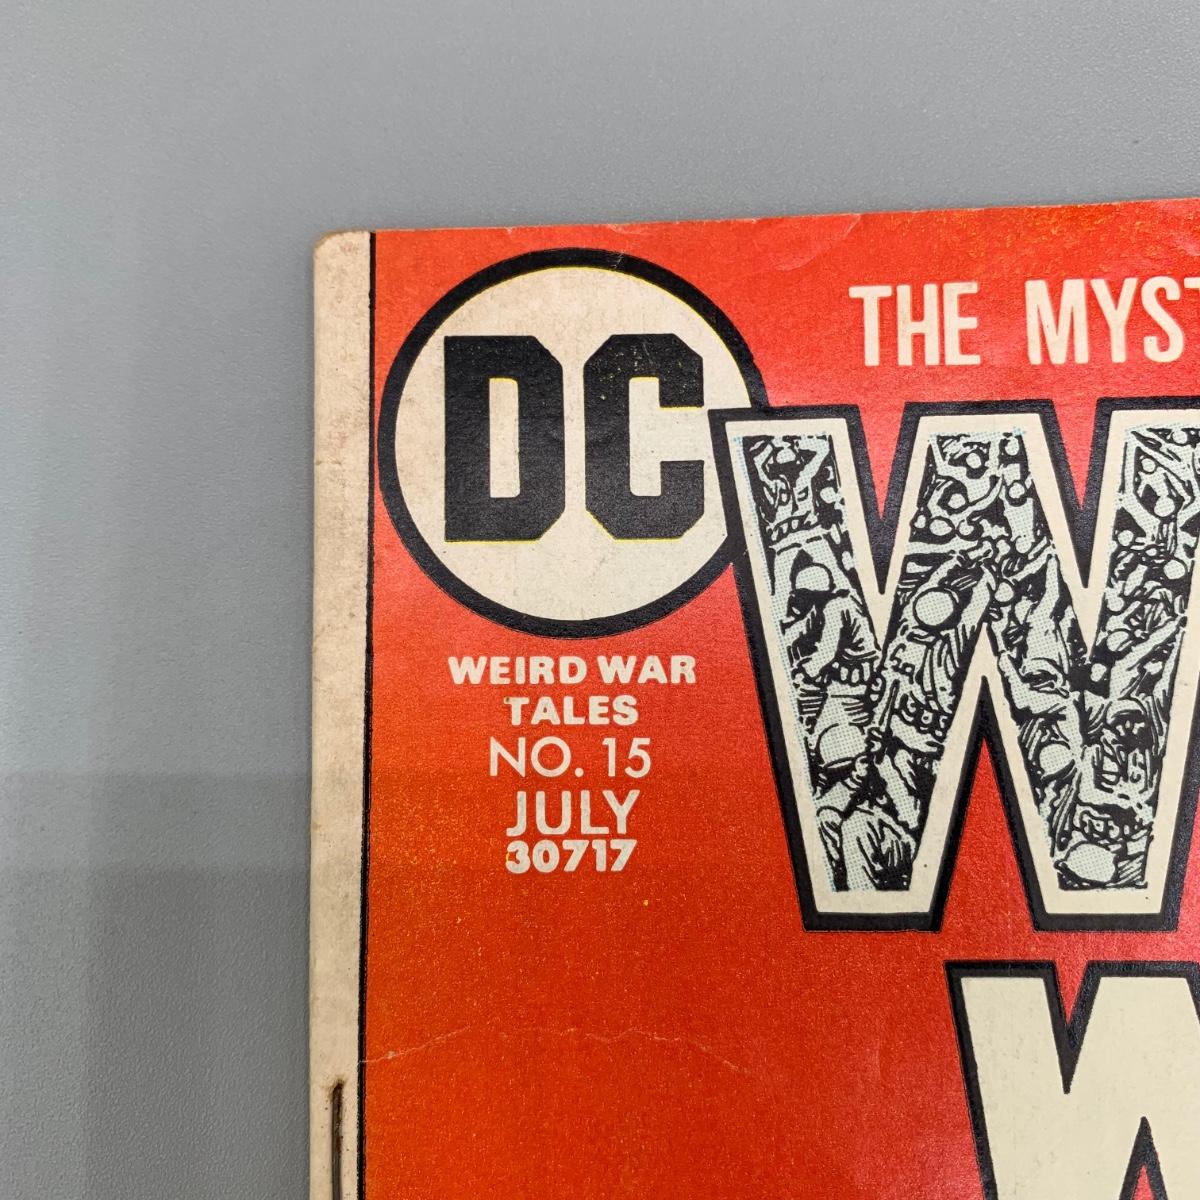 DC
THE MYST
WEIRD WAR
TALES
NO. 15
JULY
30717
W
W